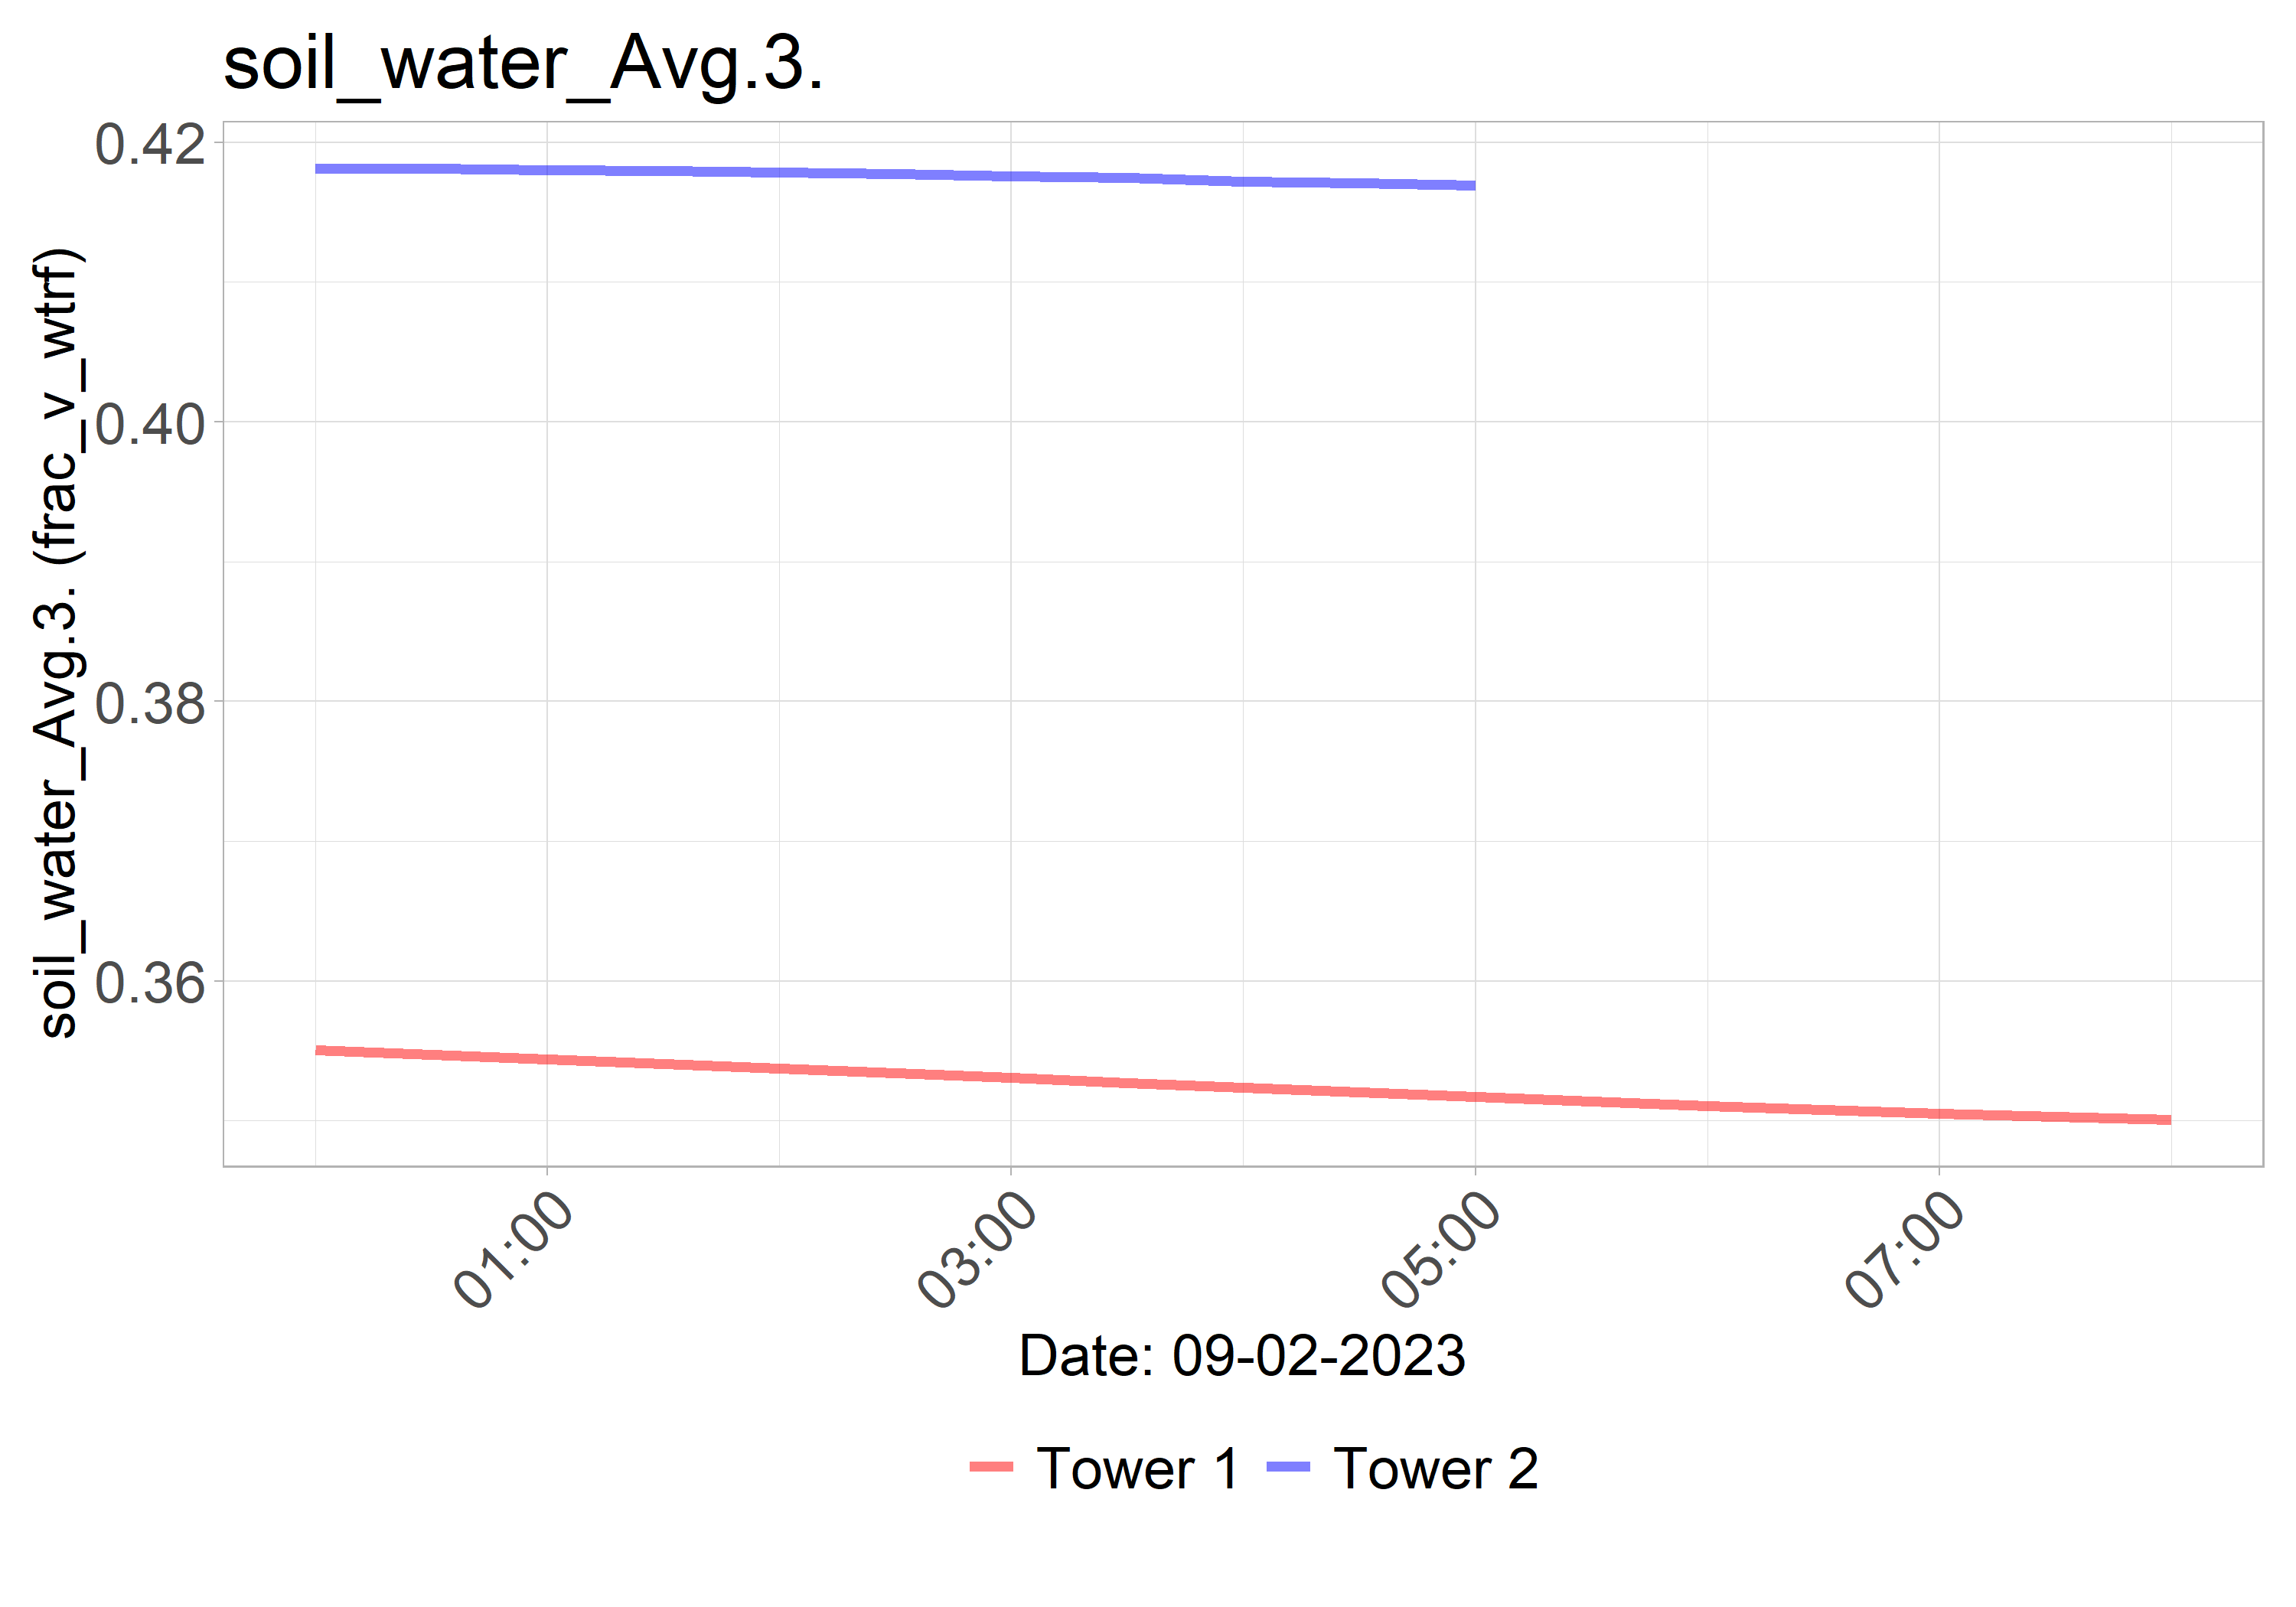 soil_water_Avg.3.
soil_water_Avg.3. (frac_v_wtrf)
0.42
0.40
0.38
0.36
01:00
03:00
05:00
07:00
Date: 09-02-2023
Tower 1
Tower 2